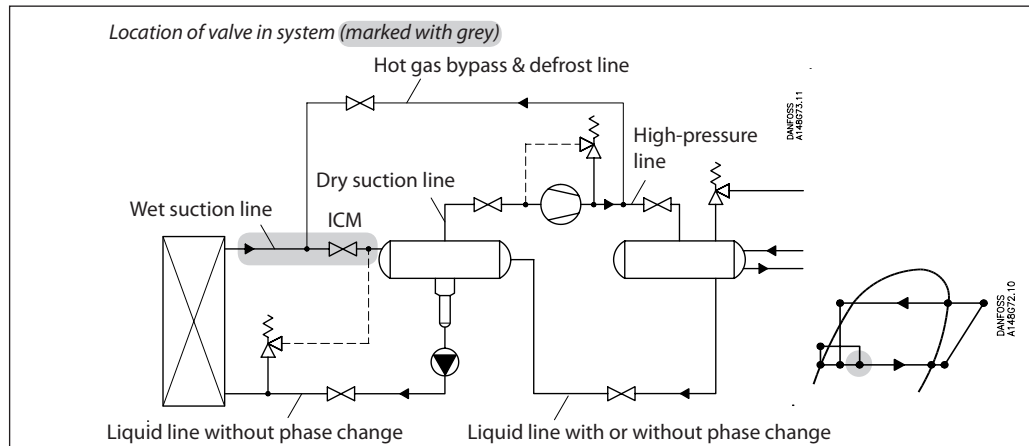 Location of valve in system (marked with grey)
Hot gas bypass & defrost line
DANFOSS
A148G73.11
High-pressure
line
Dry suction line
Wet suction line
ICM
DANFOSS
A148G72.10
Liquid line without phase change
Liquid line with or without phase change